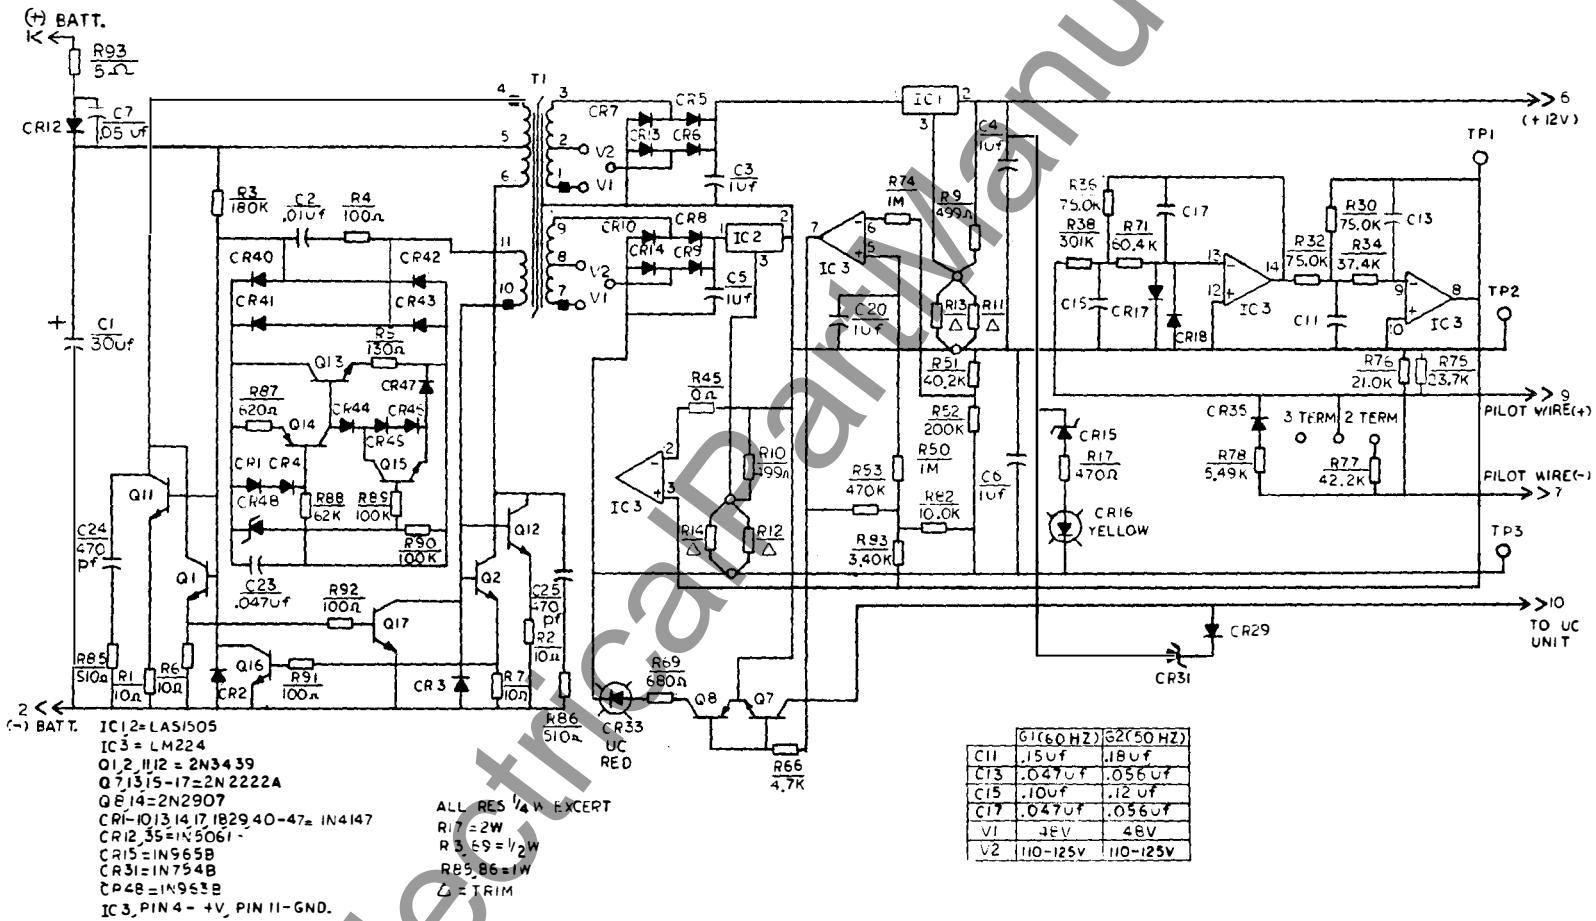 (+) BATT.
R93
5Ω
C7
.05 uf
CR12
C1
30uf
+
R3
180K
C2
.01uf
R4
100Ω
CR40
CR42
CR41
CR43
R5
130Ω
Q13
CR47
R87
620Ω
Q14
CR44
CR46
CR45
Q15
CR1
CR4
CR48
R88
62K
R89
100K
R90
100K
C23
.047uf
Q11
C24
470
pf
Q1
R92
100Ω
Q17
Q2
Q12
C25
470
pf
R2
10Ω
R85
510Ω
R1
10Ω
R6
10Ω
CR2
Q16
R91
100Ω
CR3
R7
10Ω
R86
510Ω
2
(-) BATT.
T1
4
5
6
11
10
3
2
1
V2
V1
9
8
7
V2
V1
CR7
CR5
CR13
CR6
C3
1uf
CR10
CR8
CR14
CR9
C5
1uf
1
IC1
2
3
1
IC2
2
3
R74
1M
7
6
5
-
+
IC3
R9
499Ω
C4
1uf
C20
1uf
R13
Δ
R11
Δ
R51
40.2K
R52
200K
R50
1M
R53
470K
R82
10.0K
R83
3.40K
C6
1uf
R45
0Ω
2
3
-
+
IC3
R10
499Ω
R14
Δ
R12
Δ
R36
75.0K
R38
301K
R71
60.4K
C17
C15
CR17
CR18
13
12
14
-
+
IC3
R30
75.0K
C13
R32
75.0K
R34
37.4K
C11
9
10
8
-
+
IC3
TP1
TP2
TP3
6
(+12V)
R76
21.0K
R75
23.7K
9
PILOT WIRE(+)
CR35
3 TERM
2 TERM
R78
5.49K
R77
42.2K
PILOT WIRE(-)
7
CR15
R17
470Ω
CR16
YELLOW
10
TO UC
UNIT
CR29
CR31
R69
680Ω
Q8
Q7
CR33
UC
RED
R66
4.7K
IC1,2=LAS1505
IC3 = LM224
Q1,2,11,12 = 2N3439
Q7,13,15-17=2N2222A
Q8,14=2N2907
CR1-10,13,14,17,18,29,40-47= 1N4147
CR12,35=1N5061
CR15=1N965B
CR31=1N754B
CR48=1N963B
IC3, PIN 4 - +V, PIN 11-GND.
ALL RES 1/4 W EXCERT
R17 =2W
R3,69 =1/2W
R85,86=1W
Δ = TRIM
G1(60 HZ) G2(50 HZ)
C11 .15uf .18uf
C13 .047uf .056uf
C15 .10uf .12uf
C17 .047uf .056uf
V1 48V 48V
V2 110-125V 110-125V